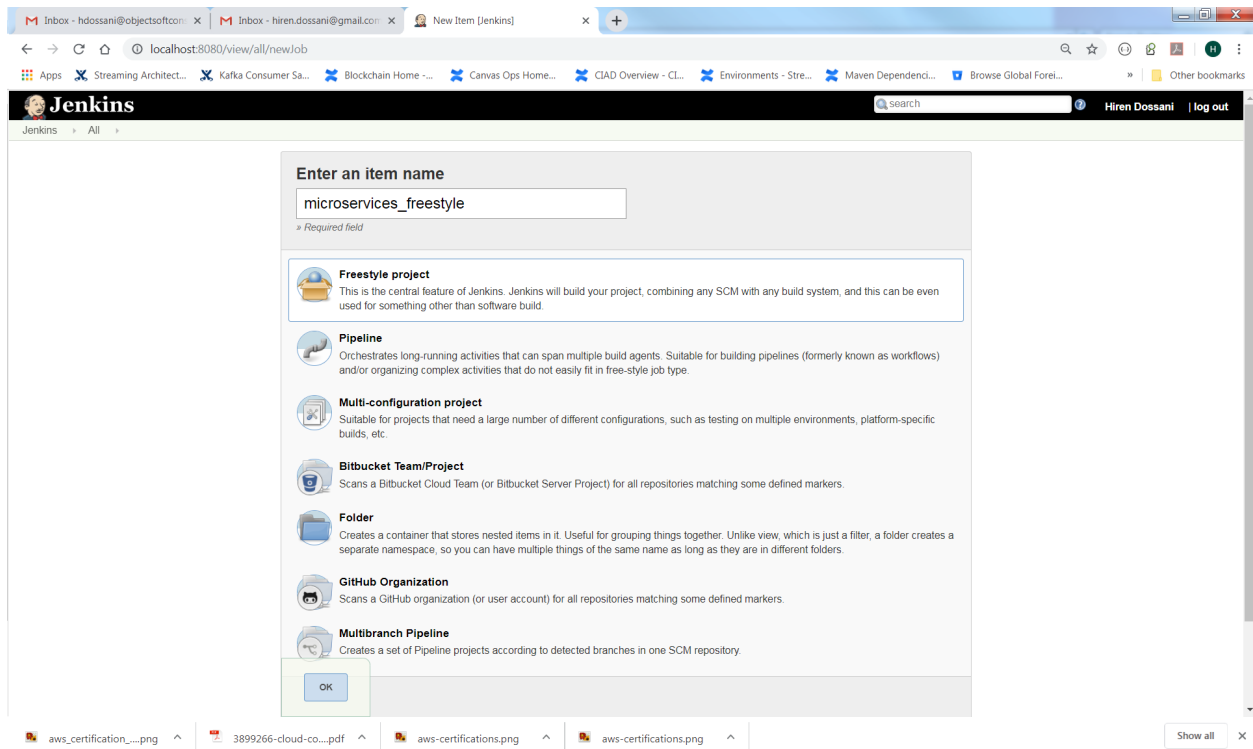 Inbox - hdossani@objectsoftcon
Inbox - hiren.dossani@gmail.com
New Item [Jenkins]
localhost:8080/view/all/newJob
H
Apps
Streaming Architect...
Kafka Consumer Sa...
Blockchain Home -...
Canvas Ops Home...
CIAD Overview - CI...
Environments - Stre...
Maven Dependenci...
Browse Global Forei...
»
Other bookmarks
Jenkins
search
Hiren Dossani
| log out
Jenkins
All
Enter an item name
microservices_freestyle
» Required field
Freestyle project
This is the central feature of Jenkins. Jenkins will build your project, combining any SCM with any build system, and this can be even
used for something other than software build.
Pipeline
Orchestrates long-running activities that can span multiple build agents. Suitable for building pipelines (formerly known as workflows)
and/or organizing complex activities that do not easily fit in free-style job type.
Multi-configuration project
Suitable for projects that need a large number of different configurations, such as testing on multiple environments, platform-specific
builds, etc.
Bitbucket Team/Project
Scans a Bitbucket Cloud Team (or Bitbucket Server Project) for all repositories matching some defined markers.
Folder
Creates a container that stores nested items in it. Useful for grouping things together. Unlike view, which is just a filter, a folder creates a
separate namespace, so you can have multiple things of the same name as long as they are in different folders.
GitHub Organization
Scans a GitHub organization (or user account) for all repositories matching some defined markers.
Multibranch Pipeline
Creates a set of Pipeline projects according to detected branches in one SCM repository.
OK
aws_certification_....png
3899266-cloud-co....pdf
aws-certifications.png
aws-certifications.png
Show all